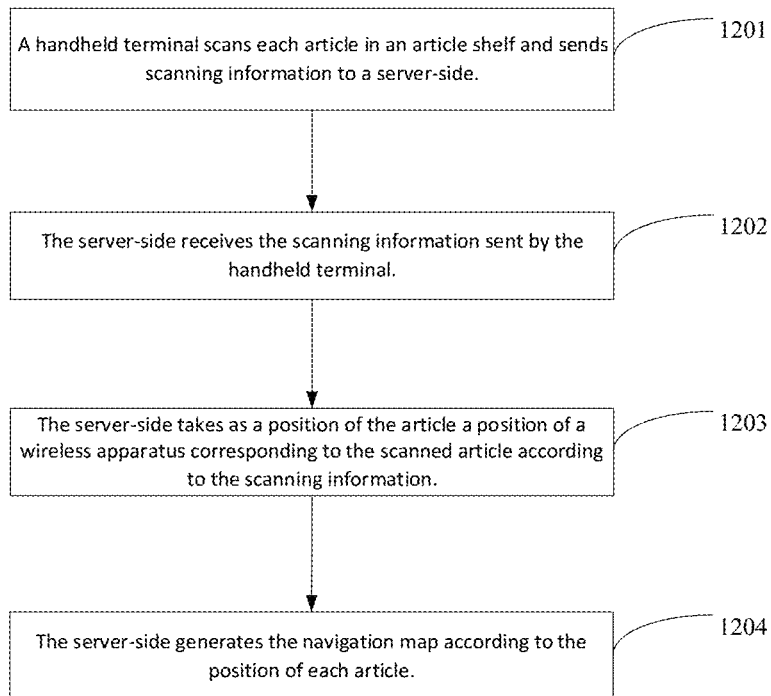 A handheld terminal scans each article in an article shelf and sends
scanning information to a server-side.
1201
The server-side receives the scanning information sent by the
handheld terminal.
1202
The server-side takes as a position of the article a position of a
wireless apparatus corresponding to the scanned article according
to the scanning information.
1203
The server-side generates the navigation map according to the
position of each article.
1204